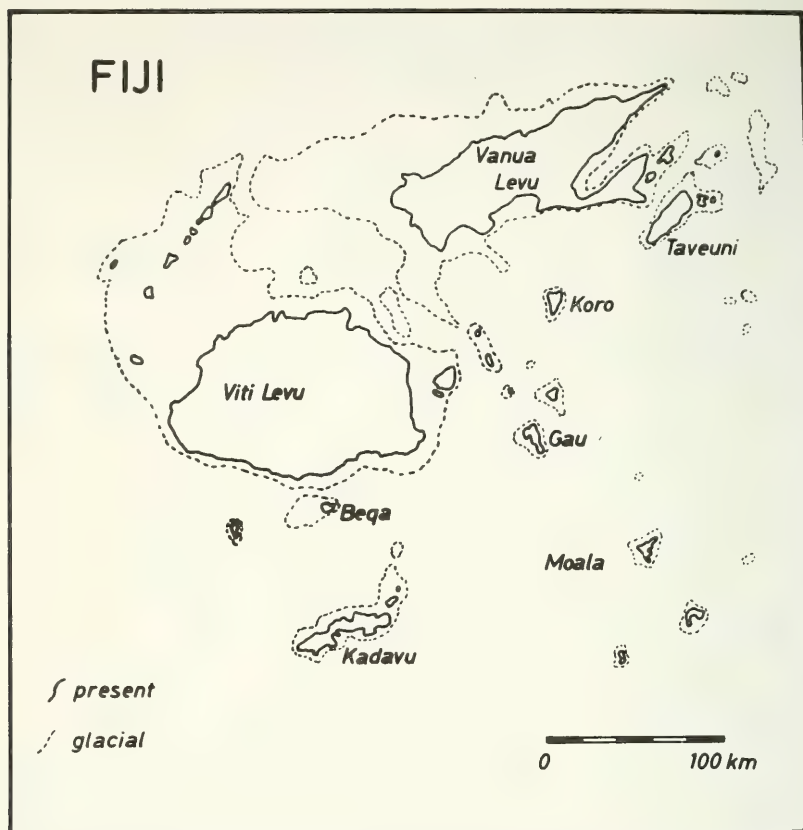 FIJI
Vanua
Levu
Taveuni
Koro
Viti Levu
Gau
Beqa
Moala
Kadavu
present
glacial
0 100 km